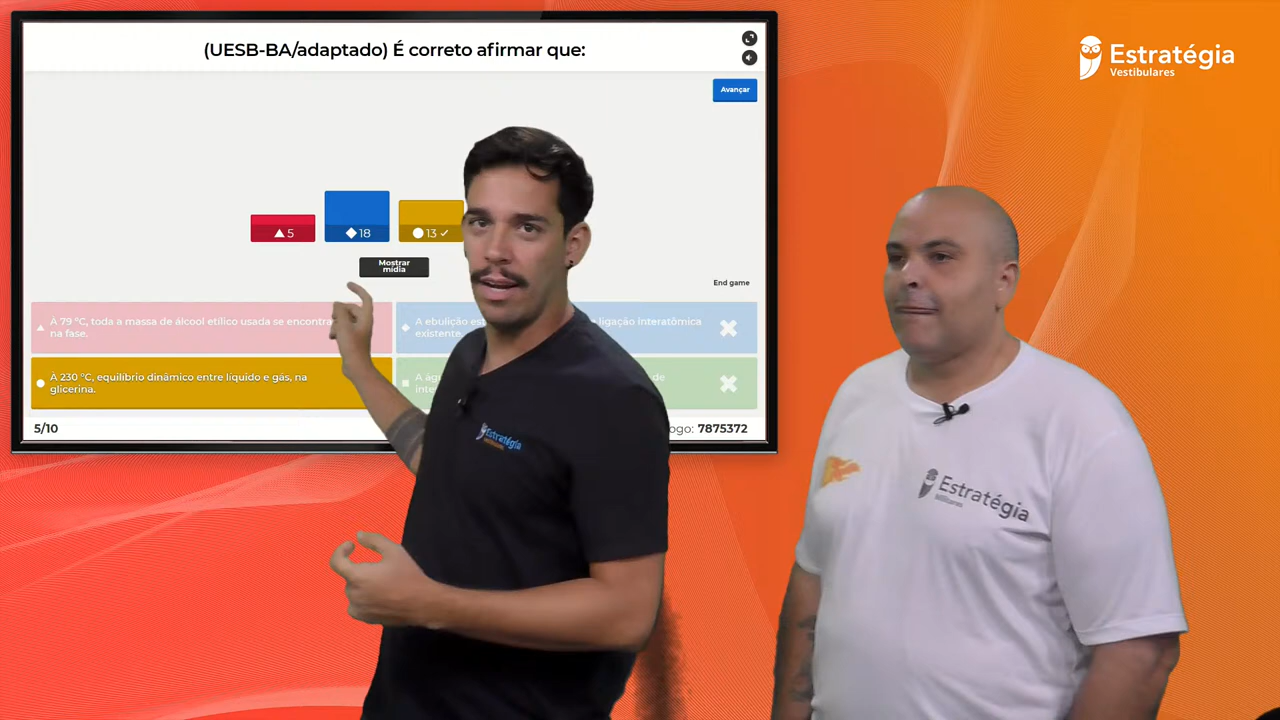 (UESB-BA/adaptado) É correto afirmar que:
Estratégia
Vestibulares
Avançar
5
18
13
Mostrar
mídia
End game
À 79 °C, toda a massa de álcool etílico usada se encontra
na fase.
A ebulição
ligação interatômica
existente.
À 230 °C, equilíbrio dinâmico entre líquido e gás, na
glicerina.
de
5/10
7875372
Estratégia
Estratégia
Militares